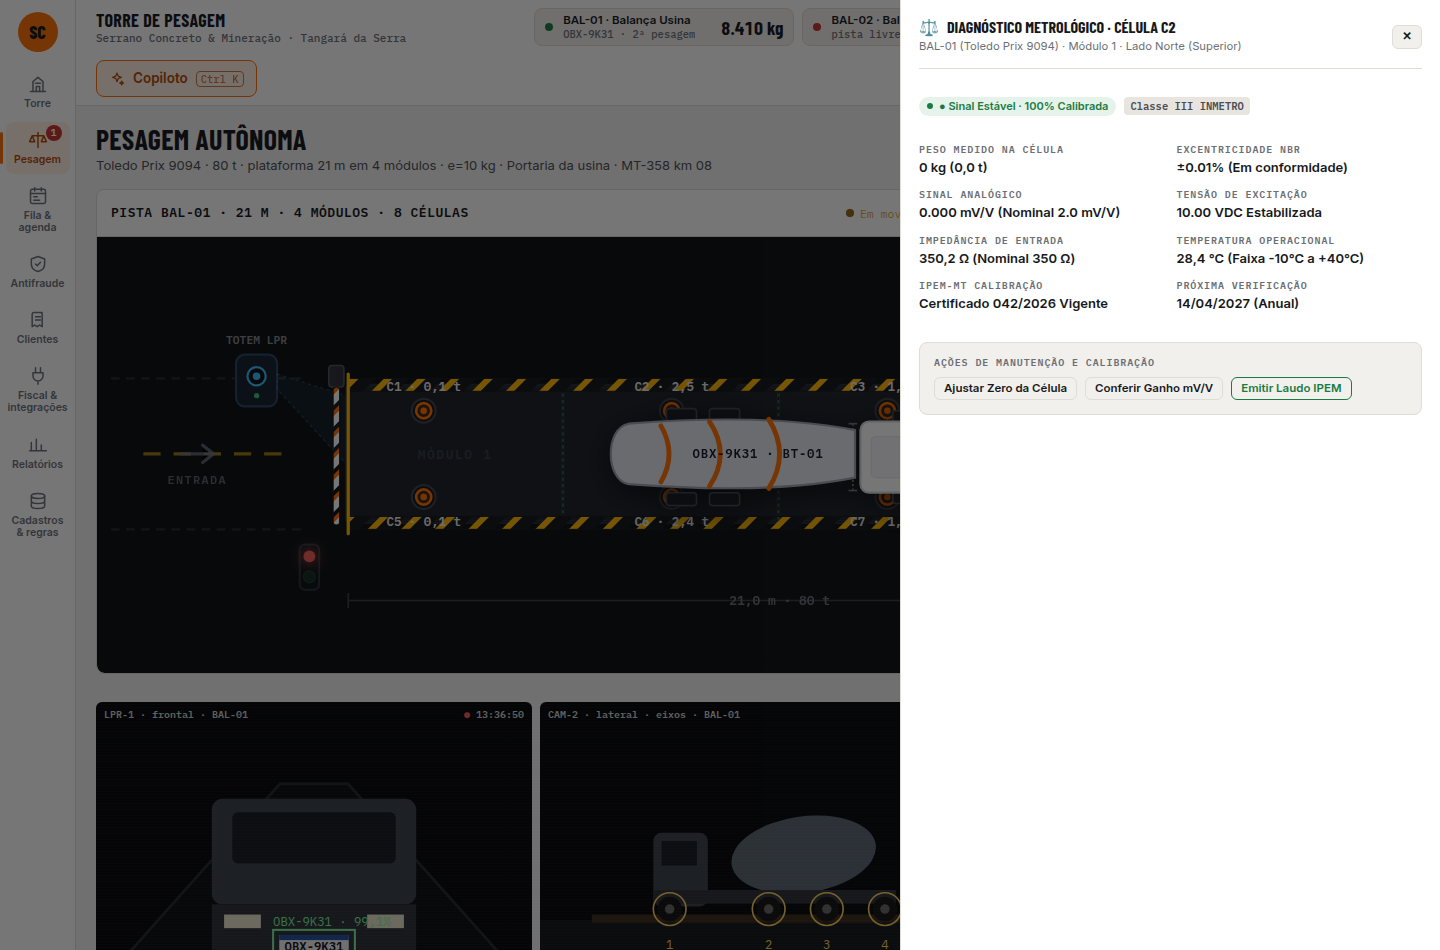 SC
Torre
1
Pesagem
Fila &
agenda
Antifraude
Clientes
Fiscal &
integrações
Relatórios
Cadastros
& regras
TORRE DE PESAGEM
Serrano Concreto & Mineração · Tangará da Serra
BAL-01 · Balança Usina
OBX-9K31 · 2ª pesagem
8.410 kg
BAL-02 · Bal
pista livre
Copiloto Ctrl K
PESAGEM AUTÔNOMA
Toledo Prix 9094 · 80 t · plataforma 21 m em 4 módulos · e=10 kg · Portaria da usina · MT-358 km 08
PISTA BAL-01 · 21 M · 4 MÓDULOS · 8 CÉLULAS
Em mov
TOTEM LPR
C1 · 0,1 t
C2 · 2,5 t
C3 · 1,
MÓDULO 1
OBX-9K31 · BT-01
ENTRADA
C5 · 0,1 t
C6 · 2,4 t
C7 · 1,
21,0 m · 80 t
LPR-1 · frontal · BAL-01
13:36:50
OBX-9K31 · 99
OBX-9K31
CAM-2 · lateral · eixos · BAL-01
1 2 3 4
DIAGNÓSTICO METROLÓGICO · CÉLULA C2
BAL-01 (Toledo Prix 9094) · Módulo 1 · Lado Norte (Superior)
✕
● Sinal Estável · 100% Calibrada
Classe III INMETRO
PESO MEDIDO NA CÉLULA
0 kg (0,0 t)
EXCENTRICIDADE NBR
±0.01% (Em conformidade)
SINAL ANALÓGICO
0.000 mV/V (Nominal 2.0 mV/V)
TENSÃO DE EXCITAÇÃO
10.00 VDC Estabilizada
IMPEDÂNCIA DE ENTRADA
350,2 Ω (Nominal 350 Ω)
TEMPERATURA OPERACIONAL
28,4 °C (Faixa -10°C a +40°C)
IPEM-MT CALIBRAÇÃO
Certificado 042/2026 Vigente
PRÓXIMA VERIFICAÇÃO
14/04/2027 (Anual)
AÇÕES DE MANUTENÇÃO E CALIBRAÇÃO
Ajustar Zero da Célula
Conferir Ganho mV/V
Emitir Laudo IPEM